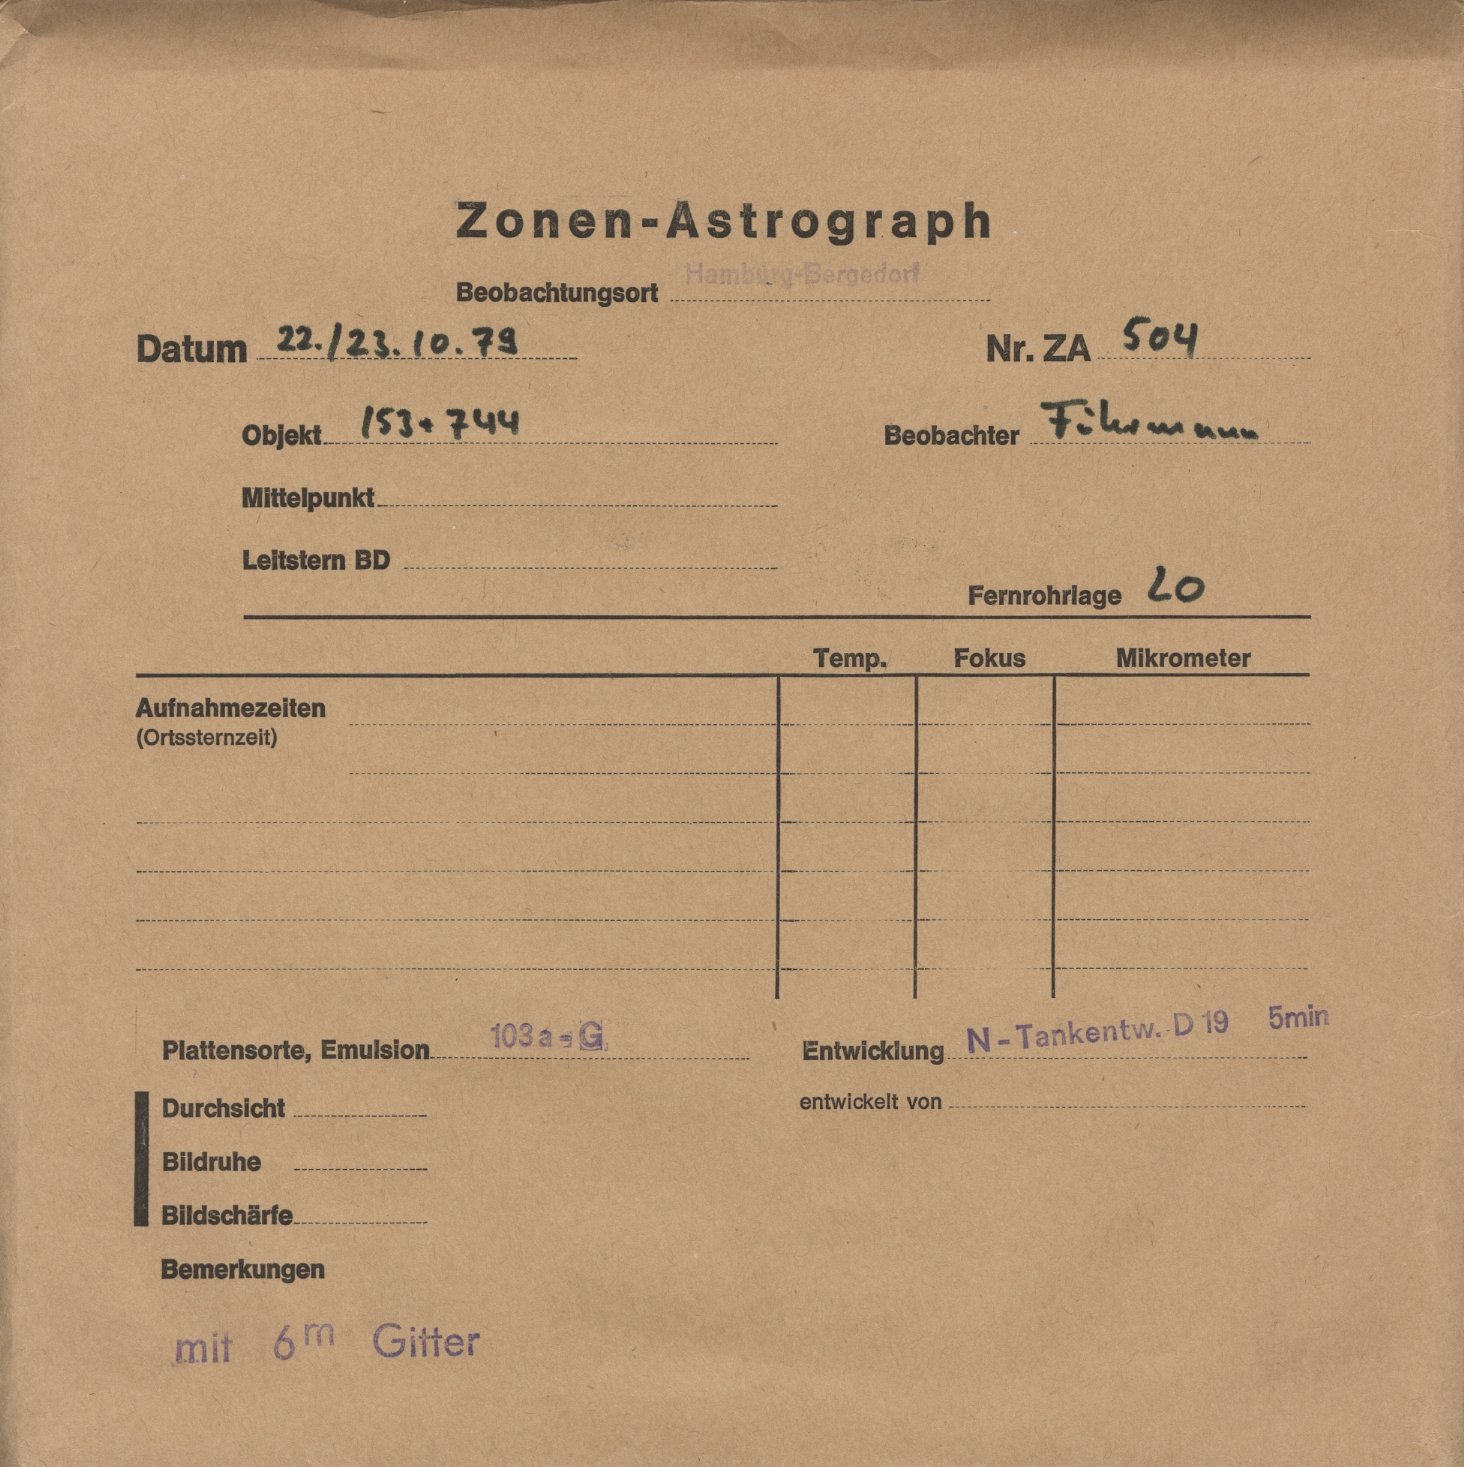 Zonen-Astrograph
Hamburg-Bergedorf
Beobachtungsort
Datum 22./23.10.79 Nr. ZA 504
Objekt 153+744 Beobachter
Mittelpunkt
Leitstern BD
Fernrohrlage LO
Temp. Fokus Mikrometer
Aufnahmezeiten
(Ortssternzeit)
Plattensorte, Emulsion 103a-G Entwicklung N-Tankentw. D 19 5min
Durchsicht entwickelt von
Bildruhe
Bildschärfe
Bemerkungen
mit 6m Gitter